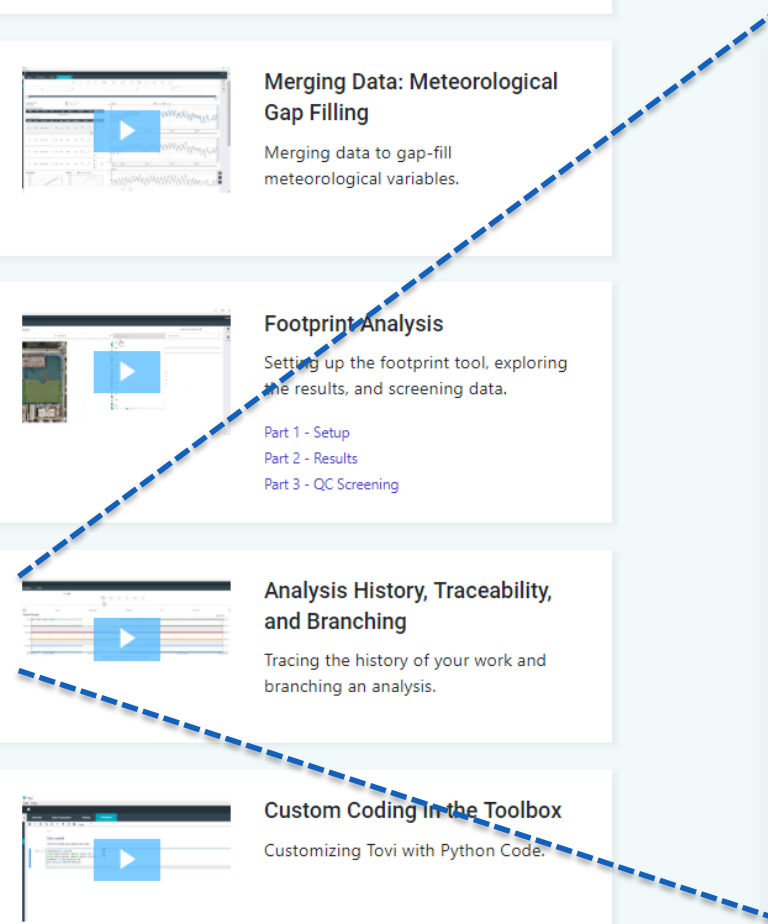 Merging Data: Meteorological
Gap Filling
Merging data to gap-fill
meteorological variables.
Footprint Analysis
Setting up the footprint tool, exploring
the results, and screening data.
Part 1 - Setup
Part 2 - Results
Part 3 - QC Screening
Analysis History, Traceability,
and Branching
Tracing the history of your work and
branching an analysis.
Custom Coding in the Toolbox
Customizing Tovi with Python Code.